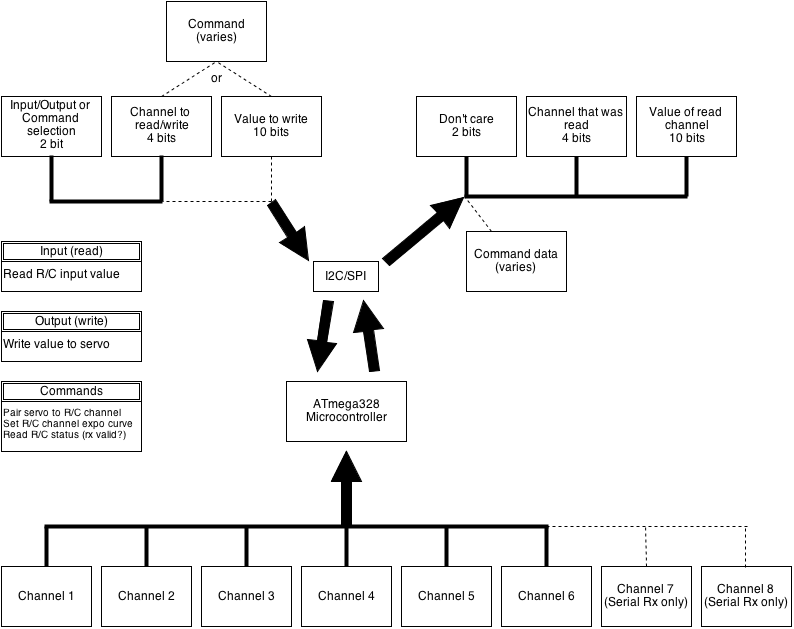 Command
(varies)
or
Input/Output or
Command
selection
2 bit
Channel to
read/write
4 bits
Value to write
10 bits
Don't care
2 bits
Channel that was
read
4 bits
Value of read
channel
10 bits
Command data
(varies)
I2C/SPI
Input (read)
Read R/C input value
Output (write)
Write value to servo
Commands
Pair servo to R/C channel
Set R/C channel expo curve
Read R/C status (rx valid?)
ATmega328
Microcontroller
Channel 1
Channel 2
Channel 3
Channel 4
Channel 5
Channel 6
Channel 7
(Serial Rx only)
Channel 8
(Serial Rx only)